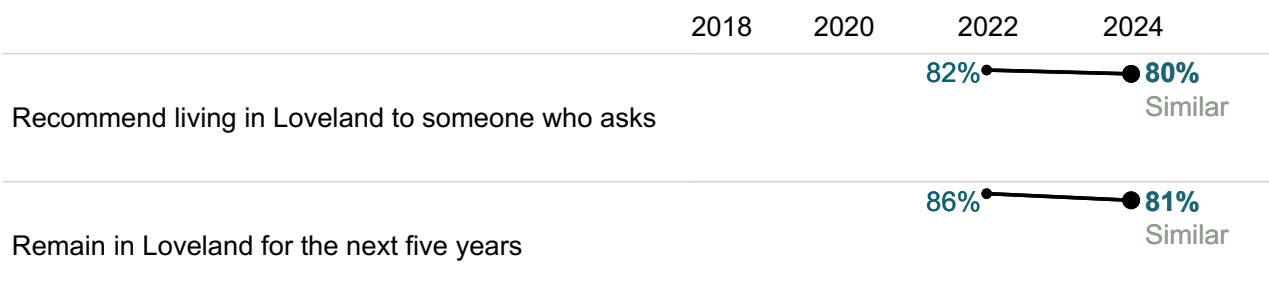 2018 2020 2022 2024
82% 80%
Similar
Recommend living in Loveland to someone who asks
86% 81%
Similar
Remain in Loveland for the next five years